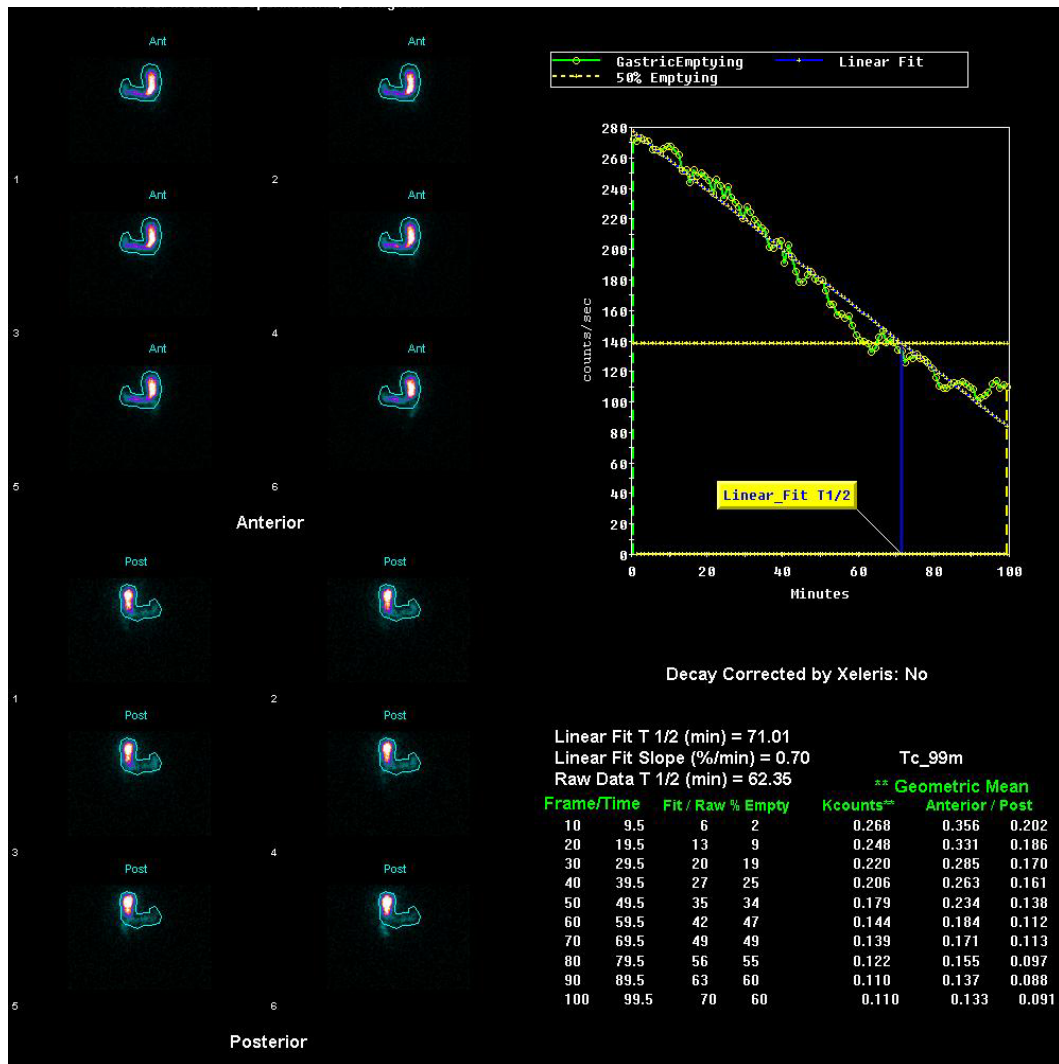 Ant Ant
1 2
Ant Ant
3 4
Ant Ant
5 6
Anterior
Post Post
1 2
Post Post
3 4
Post Post
5 6
Posterior
GastricEmptying Linear Fit
50% Emptying
280
260
240
220
200
180
160
140
120
100
80
60
40
20
0
counts/sec
Linear_Fit T1/2
0 20 40 60 80 100
Minutes
Decay Corrected by Xeleris: No
Linear Fit T 1/2 (min) = 71.01
Linear Fit Slope (%/min) = 0.70 Tc_99m
Raw Data T 1/2 (min) = 62.35 ** Geometric Mean
Frame/Time Fit / Raw % Empty Kcounts** Anterior / Post
10 9.5 6 2 0.268 0.356 0.202
20 19.5 13 9 0.248 0.331 0.186
30 29.5 20 19 0.220 0.285 0.170
40 39.5 27 25 0.206 0.263 0.161
50 49.5 35 34 0.179 0.234 0.138
60 59.5 42 47 0.144 0.184 0.112
70 69.5 49 49 0.139 0.171 0.113
80 79.5 56 55 0.122 0.155 0.097
90 89.5 63 60 0.110 0.137 0.088
100 99.5 70 60 0.110 0.133 0.091